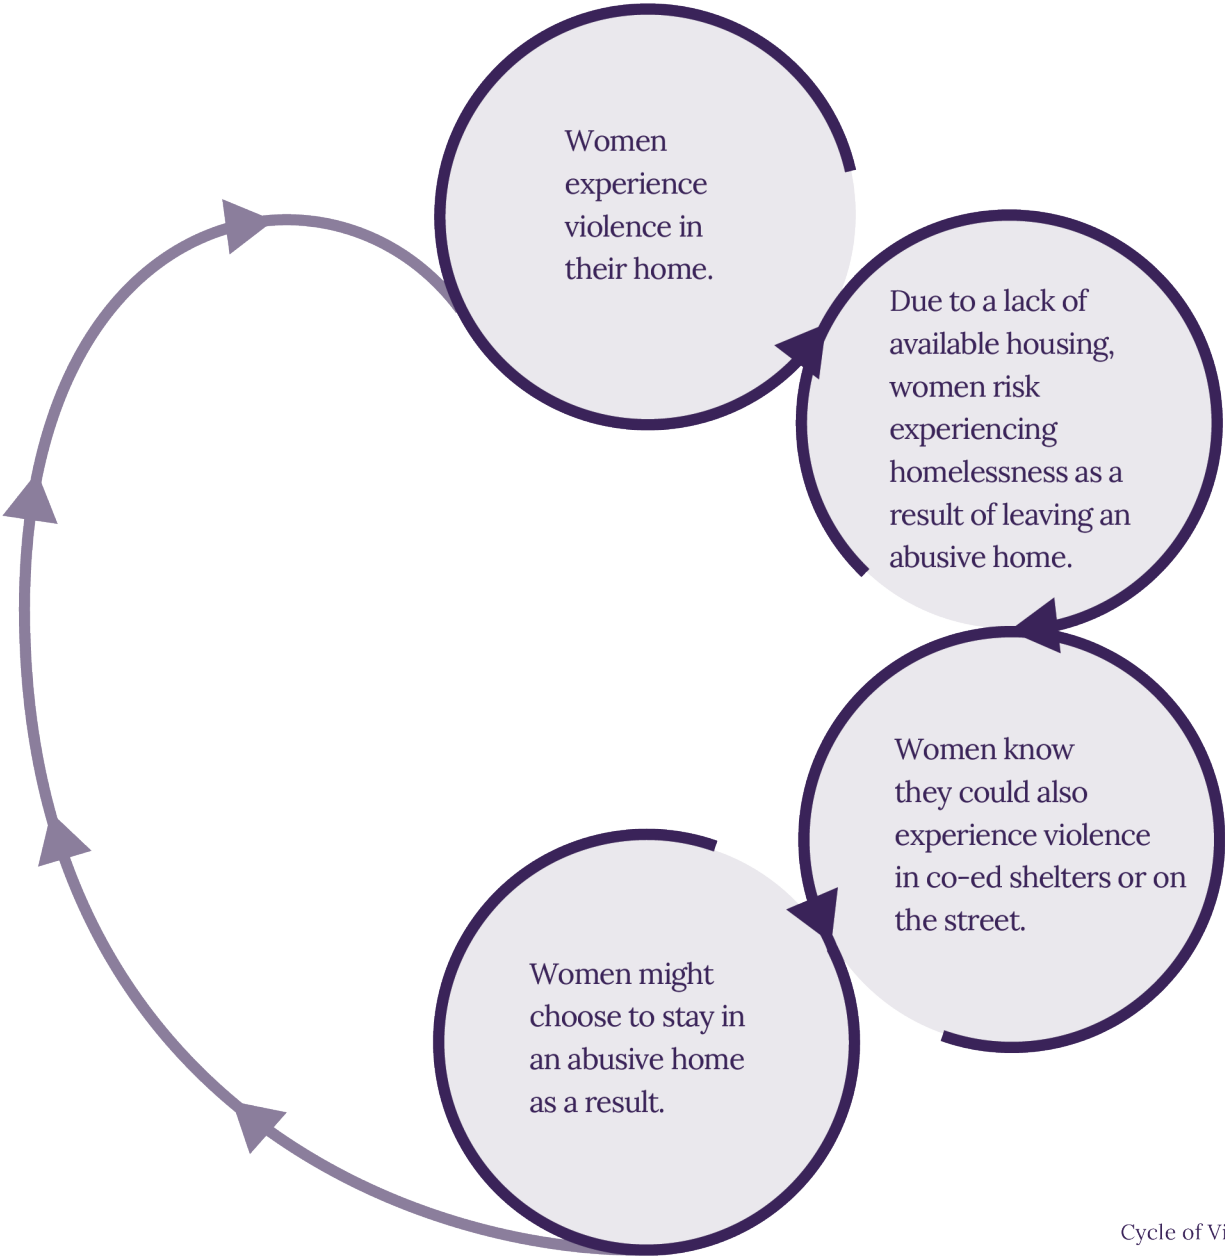 Women
experience
violence in
their home.
Due to a lack of
available housing,
women risk
experiencing
homelessness as a
result of leaving an
abusive home.
Women know
they could also
experience violence
in co-ed shelters or on
the street.
Women might
choose to stay in
an abusive home
as a result.
Cycle of